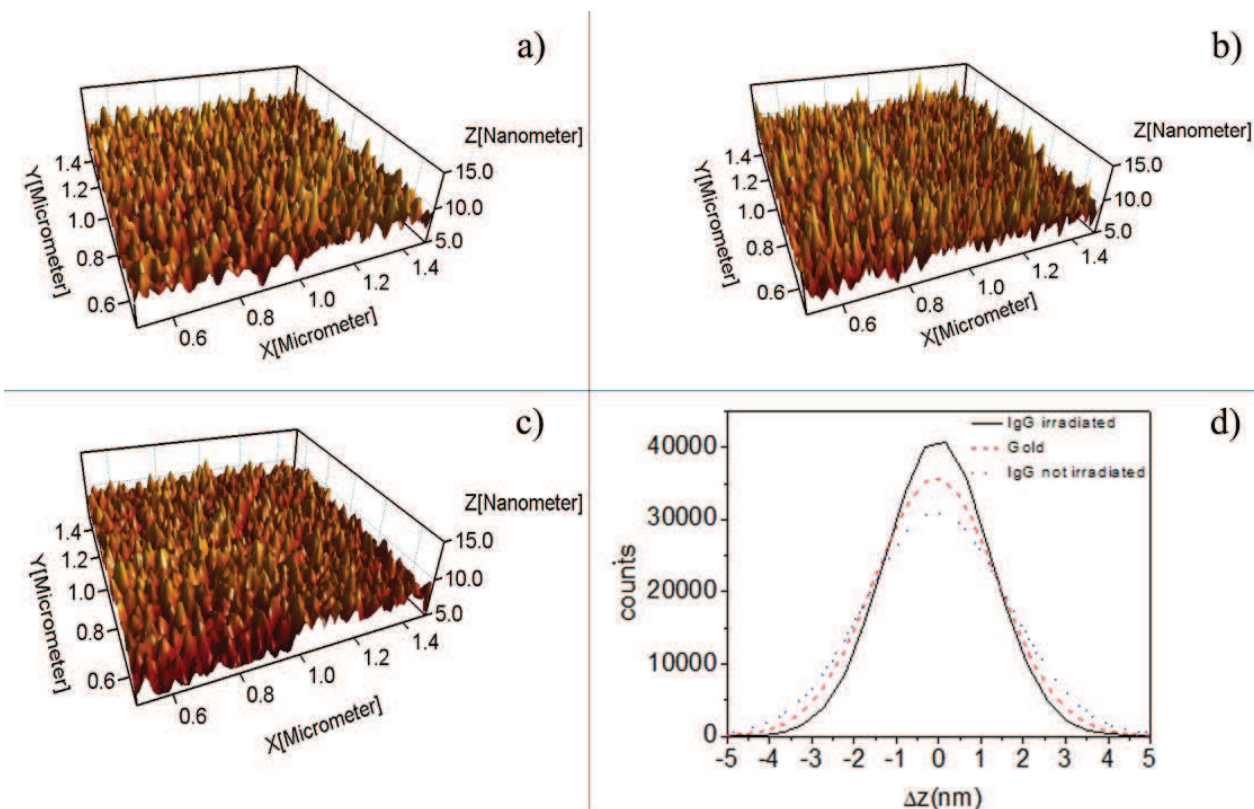 a)
Z[Nanometer]
15.0
10.0
5.0
Y[Micrometer]
1.4
1.2
1.0
0.8
0.6
0.6
0.8
1.0
1.2
1.4
X[Micrometer]
b)
Z[Nanometer]
15.0
10.0
5.0
Y[Micrometer]
1.4
1.2
1.0
0.8
0.6
0.6
0.8
1.0
1.2
1.4
X[Micrometer]
c)
Z[Nanometer]
15.0
10.0
5.0
Y[Micrometer]
1.4
1.2
1.0
0.8
0.6
0.6
0.8
1.0
1.2
1.4
X[Micrometer]
d)
IgG irradiated
Gold
IgG not irradiated
counts
40000
30000
20000
10000
0
-5 -4 -3 -2 -1 0 1 2 3 4 5
Δz(nm)